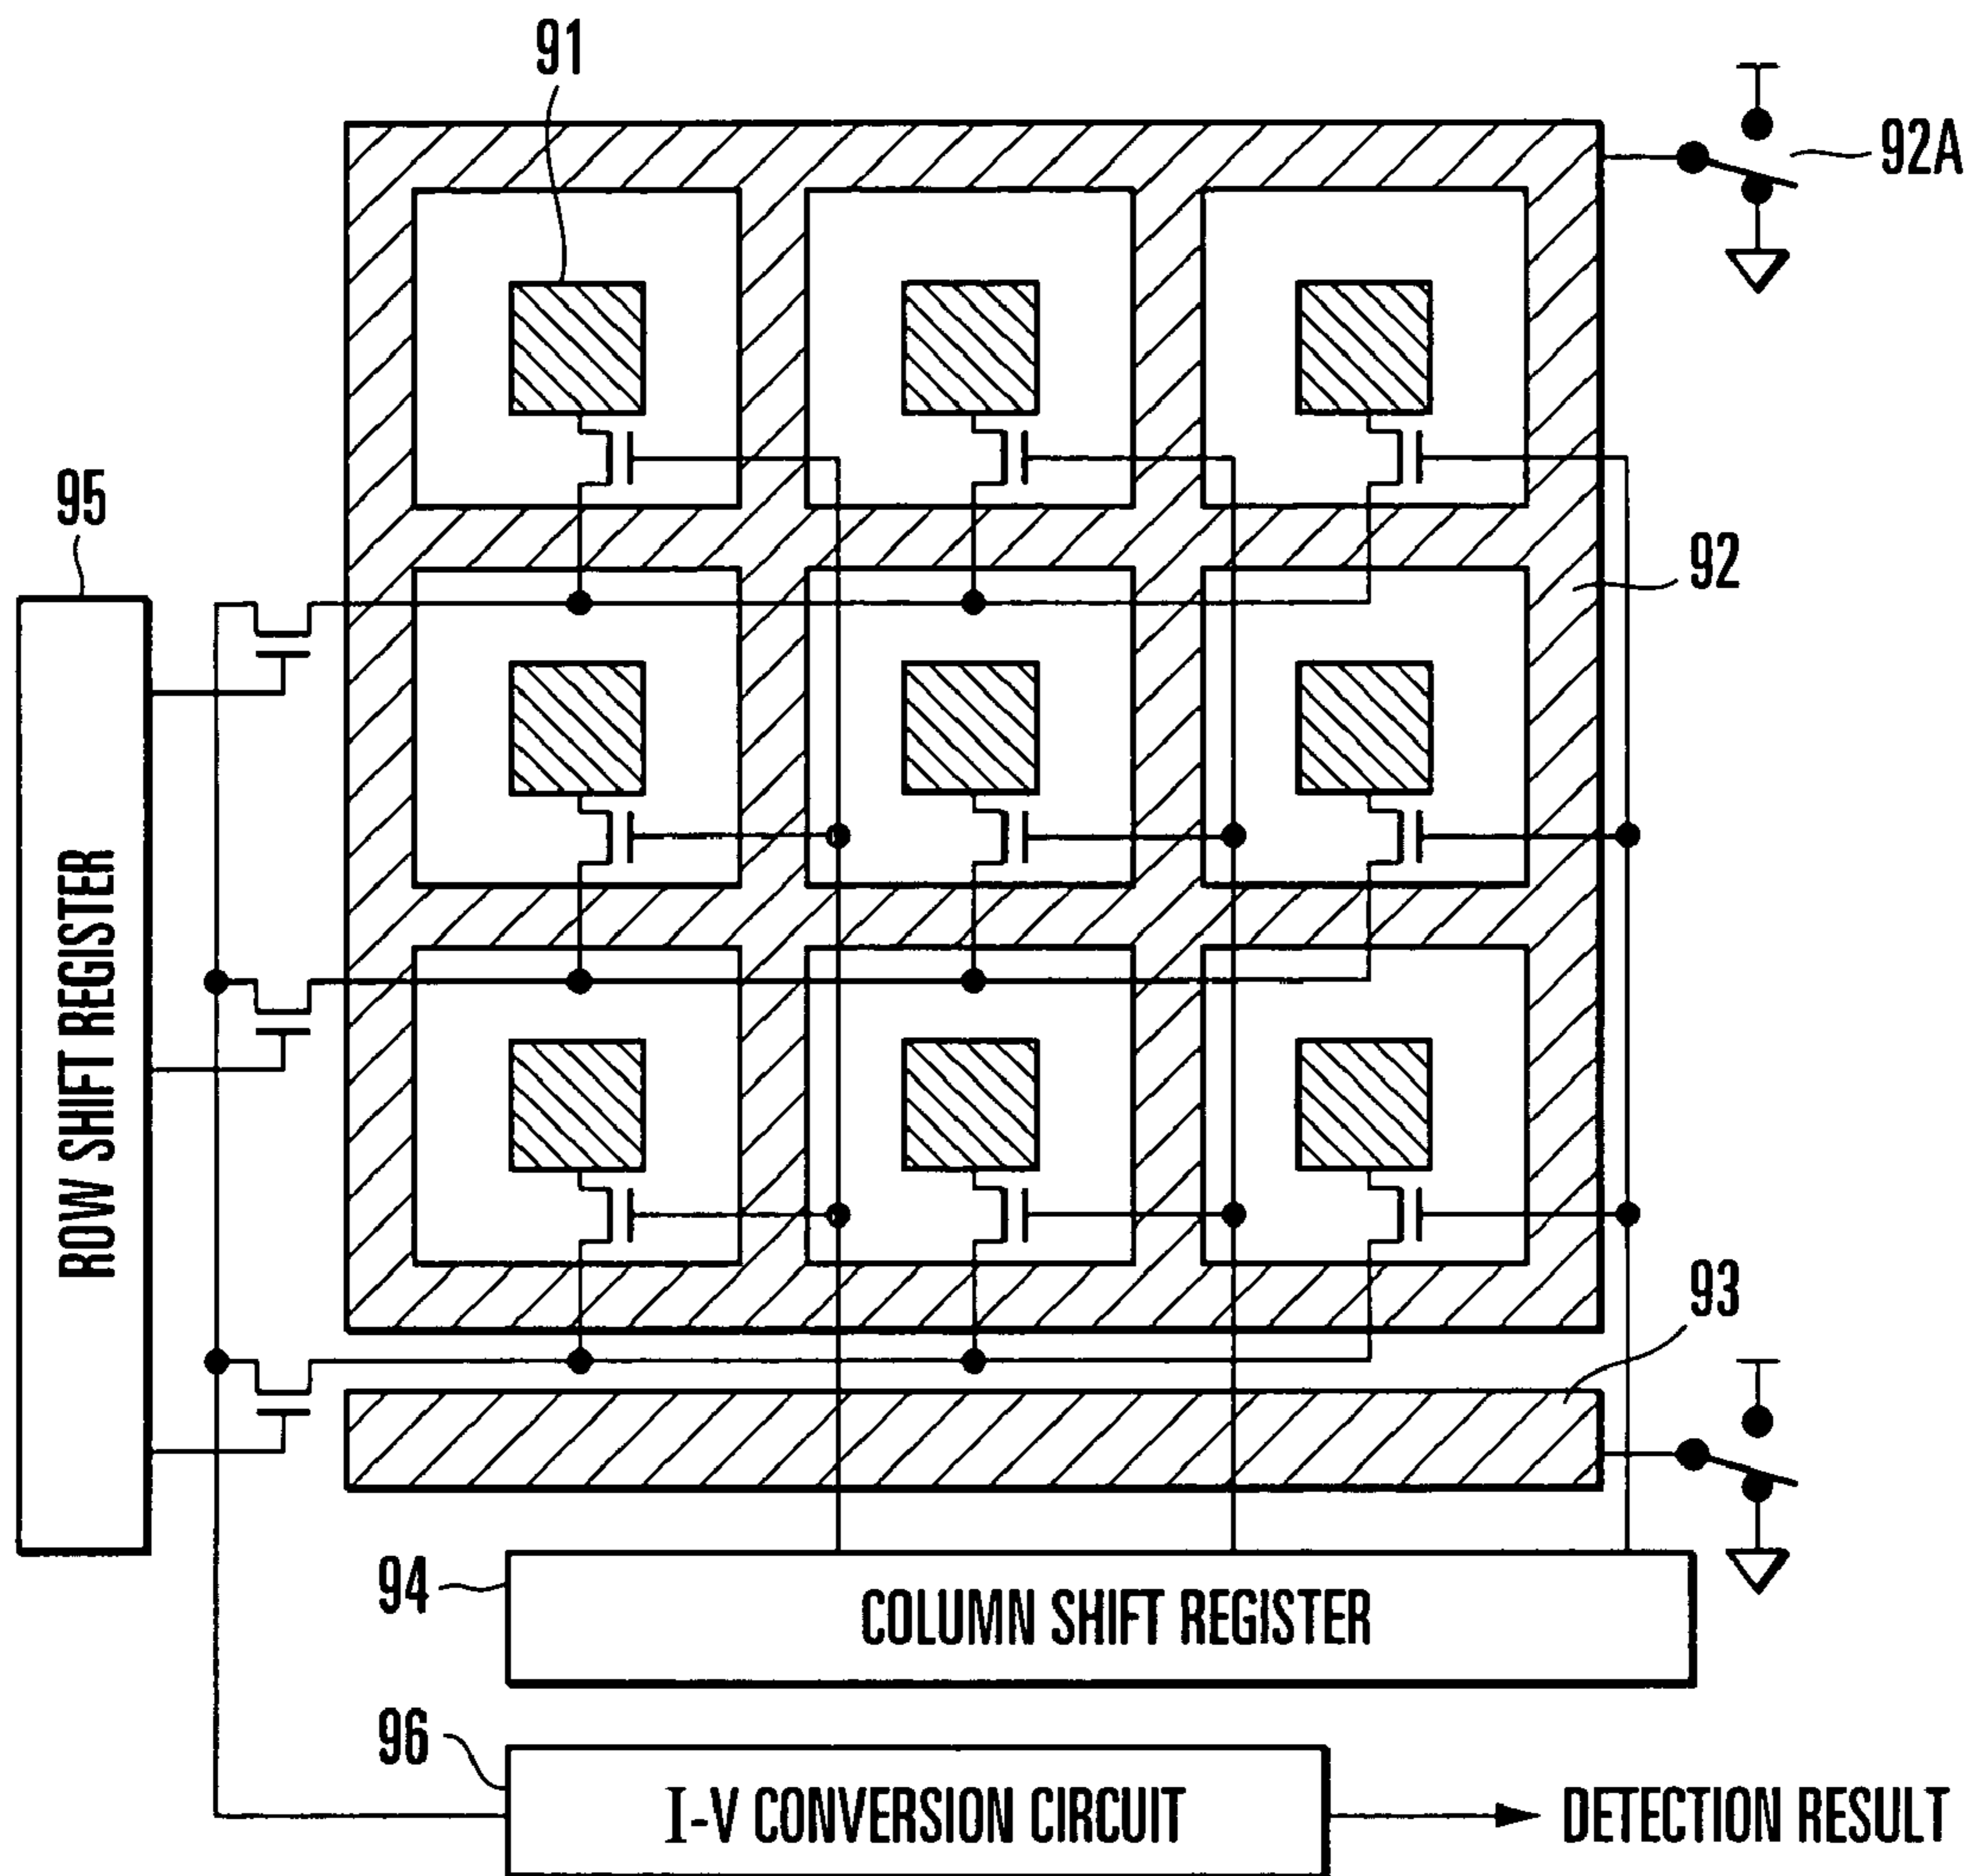 91
92A
95
92
ROW SHIFT REGISTER
93
94
COLUMN SHIFT REGISTER
96
I-V CONVERSION CIRCUIT
DETECTION RESULT